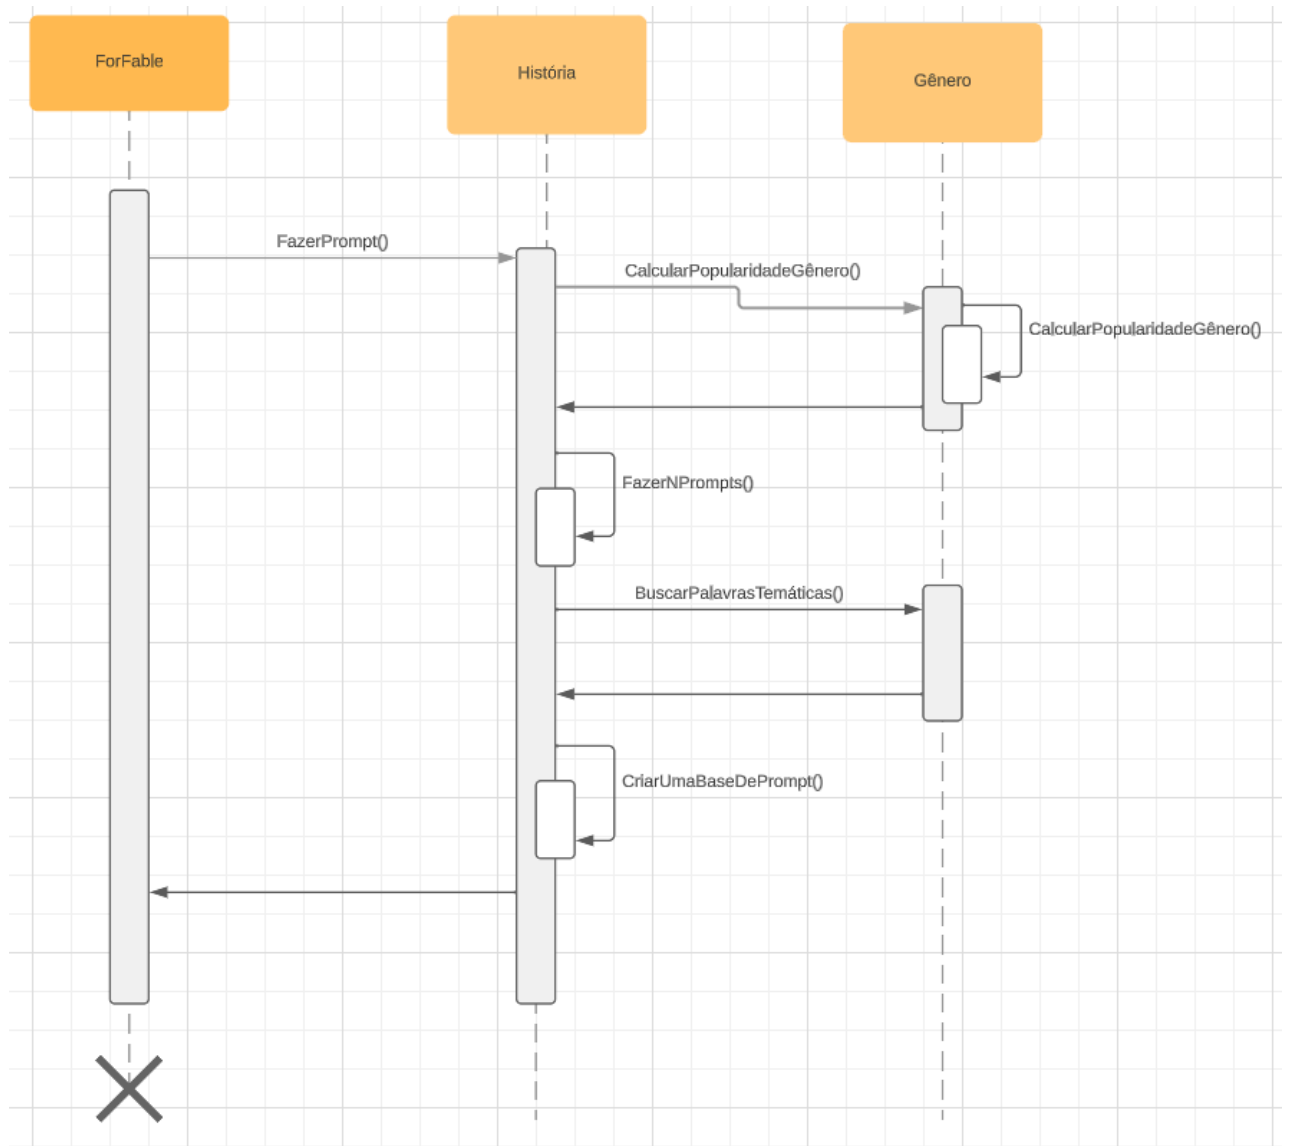 ForFable
História
Gênero
FazerPrompt()
CalcularPopularidadeGênero()
CalcularPopularidadeGênero()
FazerNPrompts()
BuscarPalavrasTemáticas()
CriarUmaBaseDePrompt()